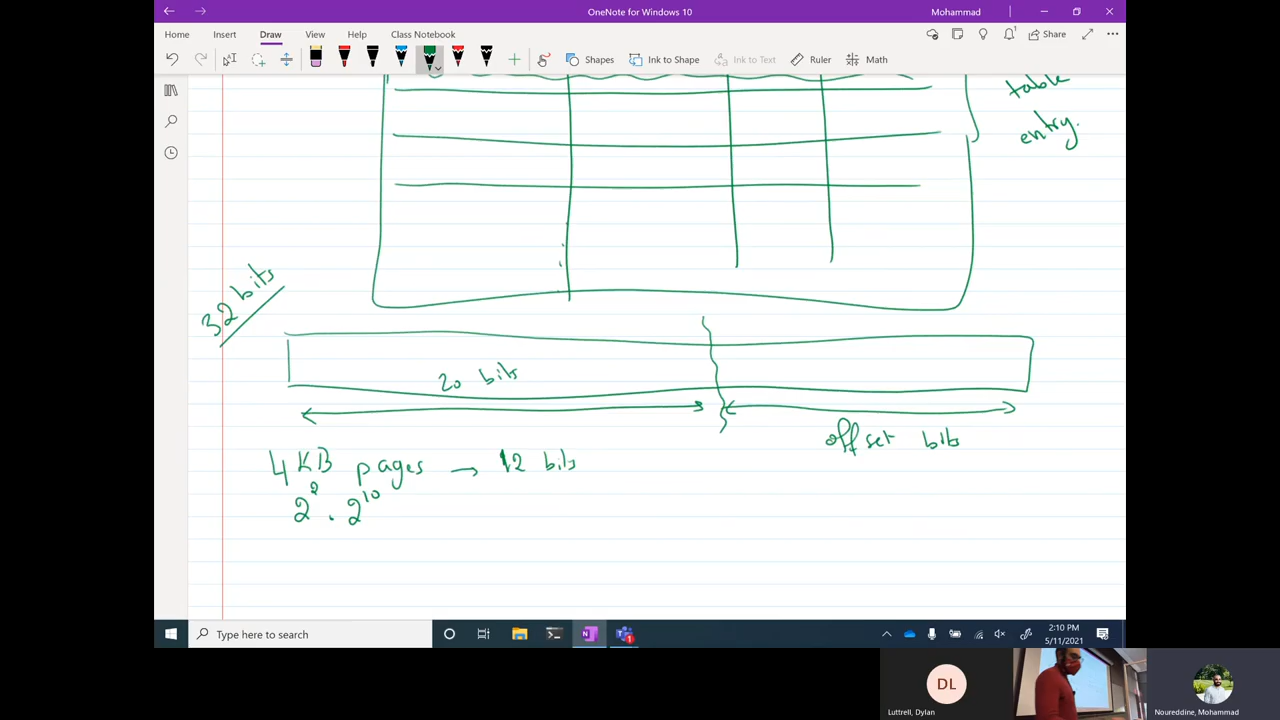 OneNote for Windows 10
Mohammad
Home Insert Draw View Help Class Notebook
Share
Shapes Ink to Shape Ink to Text Ruler Math
table
entry.
32 bits
20 bits
offset bits
4 KB pages → 12 bits
2² . 2¹⁰
Type here to search
2:10 PM
5/11/2021
DL
Luttrell, Dylan
Noureddine, Mohammad